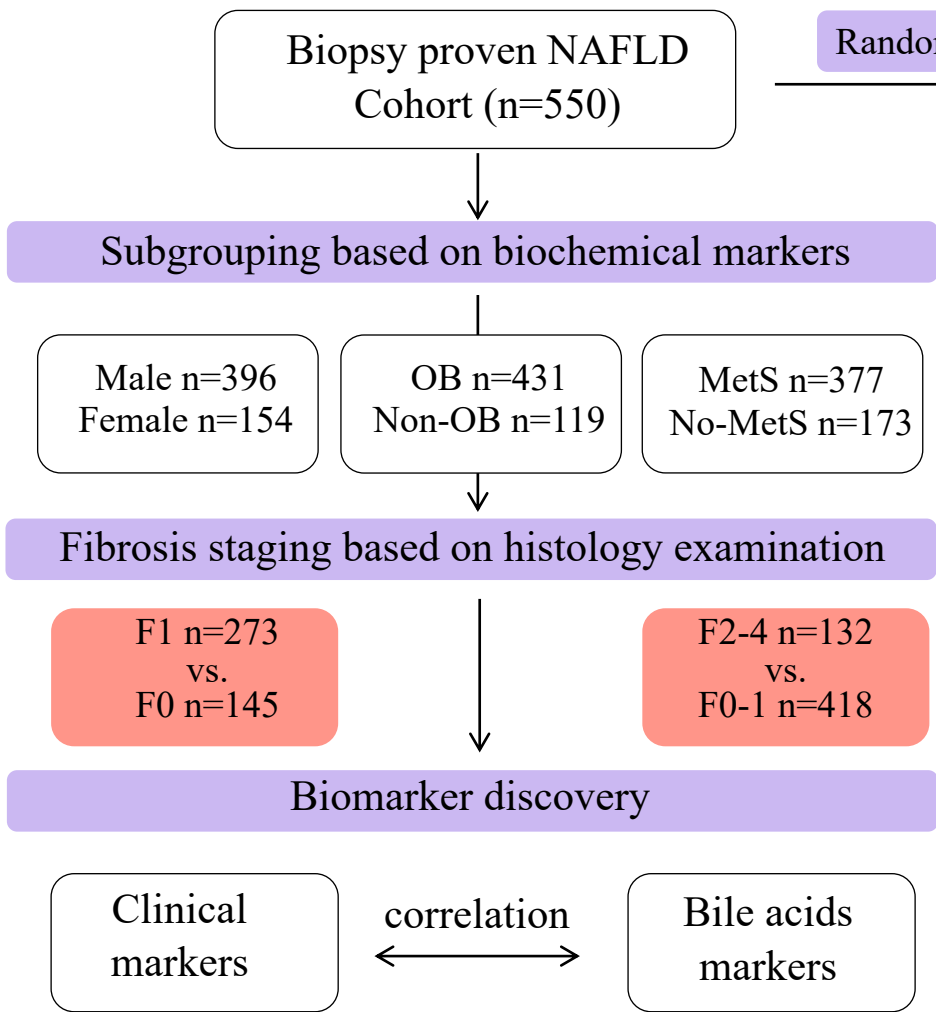 Biopsy proven NAFLD
Cohort (n=550)
Subgrouping based on biochemical markers
Male n=396
Female n=154
OB n=431
Non-OB n=119
MetS n=377
No-MetS n=173
Fibrosis staging based on histology examination
F1 n=273
vs.
F0 n=145
F2-4 n=132
vs.
F0-1 n=418
Biomarker discovery
Clinical
markers
correlation
Bile acids
markers